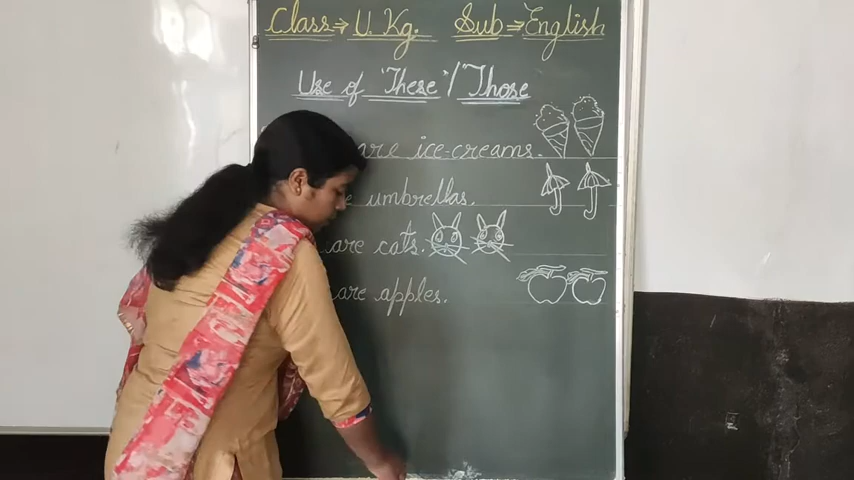 Class ⇒ U. Kg. Sub ⇒ English
Use of 'These'/'Those
are ice-creams.
umbrellas.
are cats.
are apples.